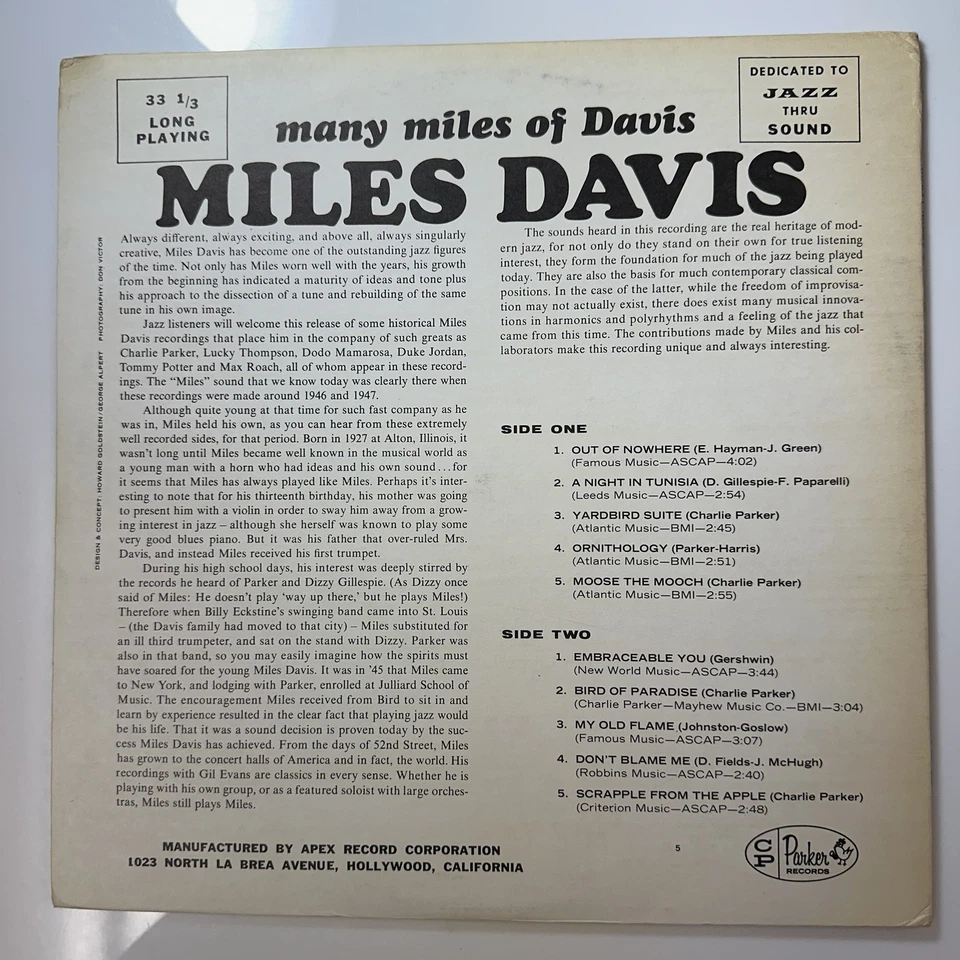 33 1/3
LONG
PLAYING
DEDICATED TO
JAZZ
THRU
SOUND
many miles of Davis
MILES DAVIS
DESIGN & CONCEPT: HOWARD GOLDSTEIN/GEORGE ALPERT PHOTOGRAPHY: DON VICTOR
Always different, always exciting, and above all, always singularly
creative, Miles Davis has become one of the outstanding jazz figures
of the time. Not only has Miles worn well with the years, his growth
from the beginning has indicated a maturity of ideas and tone plus
his approach to the dissection of a tune and rebuilding of the same
tune in his own image.
Jazz listeners will welcome this release of some historical Miles
Davis recordings that place him in the company of such greats as
Charlie Parker, Lucky Thompson, Dodo Mamarosa, Duke Jordan,
Tommy Potter and Max Roach, all of whom appear in these record-
ings. The “Miles” sound that we know today was clearly there when
these recordings were made around 1946 and 1947.
Although quite young at that time for such fast company as he
was in, Miles held his own, as you can hear from these extremely
well recorded sides, for that period. Born in 1927 at Alton, Illinois, it
wasn't long until Miles became well known in the musical world as
a young man with a horn who had ideas and his own sound...for
it seems that Miles has always played like Miles. Perhaps it's inter-
esting to note that for his thirteenth birthday, his mother was going
to present him with a violin in order to sway him away from a grow-
ing interest in jazz – although she herself was known to play some
very good blues piano. But it was his father that over-ruled Mrs.
Davis, and instead Miles received his first trumpet.
During his high school days, his interest was deeply stirred by
the records he heard of Parker and Dizzy Gillespie. (As Dizzy once
said of Miles: He doesn't play ‘way up there,’ but he plays Miles!)
Therefore when Billy Eckstine's swinging band came into St. Louis
– (the Davis family had moved to that city) – Miles substituted for
an ill third trumpeter, and sat on the stand with Dizzy. Parker was
also in that band, so you may easily imagine how the spirits must
have soared for the young Miles Davis. It was in '45 that Miles came
to New York, and lodging with Parker, enrolled at Julliard School of
Music. The encouragement Miles received from Bird to sit in and
learn by experience resulted in the clear fact that playing jazz would
be his life. That it was a sound decision is proven today by the suc-
cess Miles Davis has achieved. From the days of 52nd Street, Miles
has grown to the concert halls of America and in fact, the world. His
recordings with Gil Evans are classics in every sense. Whether he is
playing with his own group, or as a featured soloist with large orches-
tras, Miles still plays Miles.
The sounds heard in this recording are the real heritage of mod-
ern jazz, for not only do they stand on their own for true listening
interest, they form the foundation for much of the jazz being played
today. They are also the basis for much contemporary classical com-
positions. In the case of the latter, while the freedom of improvisa-
tion may not actually exist, there does exist many musical innova-
tions in harmonics and polyrhythms and a feeling of the jazz that
came from this time. The contributions made by Miles and his col-
laborators make this recording unique and always interesting.
SIDE ONE
1. OUT OF NOWHERE (E. Hayman-J. Green)
(Famous Music—ASCAP—4:02)
2. A NIGHT IN TUNISIA (D. Gillespie-F. Paparelli)
(Leeds Music—ASCAP—2:54)
3. YARDBIRD SUITE (Charlie Parker)
(Atlantic Music—BMI—2:45)
4. ORNITHOLOGY (Parker-Harris)
(Atlantic Music—BMI—2:51)
5. MOOSE THE MOOCH (Charlie Parker)
(Atlantic Music—BMI—2:55)
SIDE TWO
1. EMBRACEABLE YOU (Gershwin)
(New World Music—ASCAP—3:44)
2. BIRD OF PARADISE (Charlie Parker)
(Charlie Parker—Mayhew Music Co.—BMI—3:04)
3. MY OLD FLAME (Johnston-Goslow)
(Famous Music—ASCAP—3:07)
4. DON'T BLAME ME (D. Fields-J. McHugh)
(Robbins Music—ASCAP—2:40)
5. SCRAPPLE FROM THE APPLE (Charlie Parker)
(Criterion Music—ASCAP—2:48)
MANUFACTURED BY APEX RECORD CORPORATION
1023 NORTH LA BREA AVENUE, HOLLYWOOD, CALIFORNIA
5
CP Parker
RECORDS